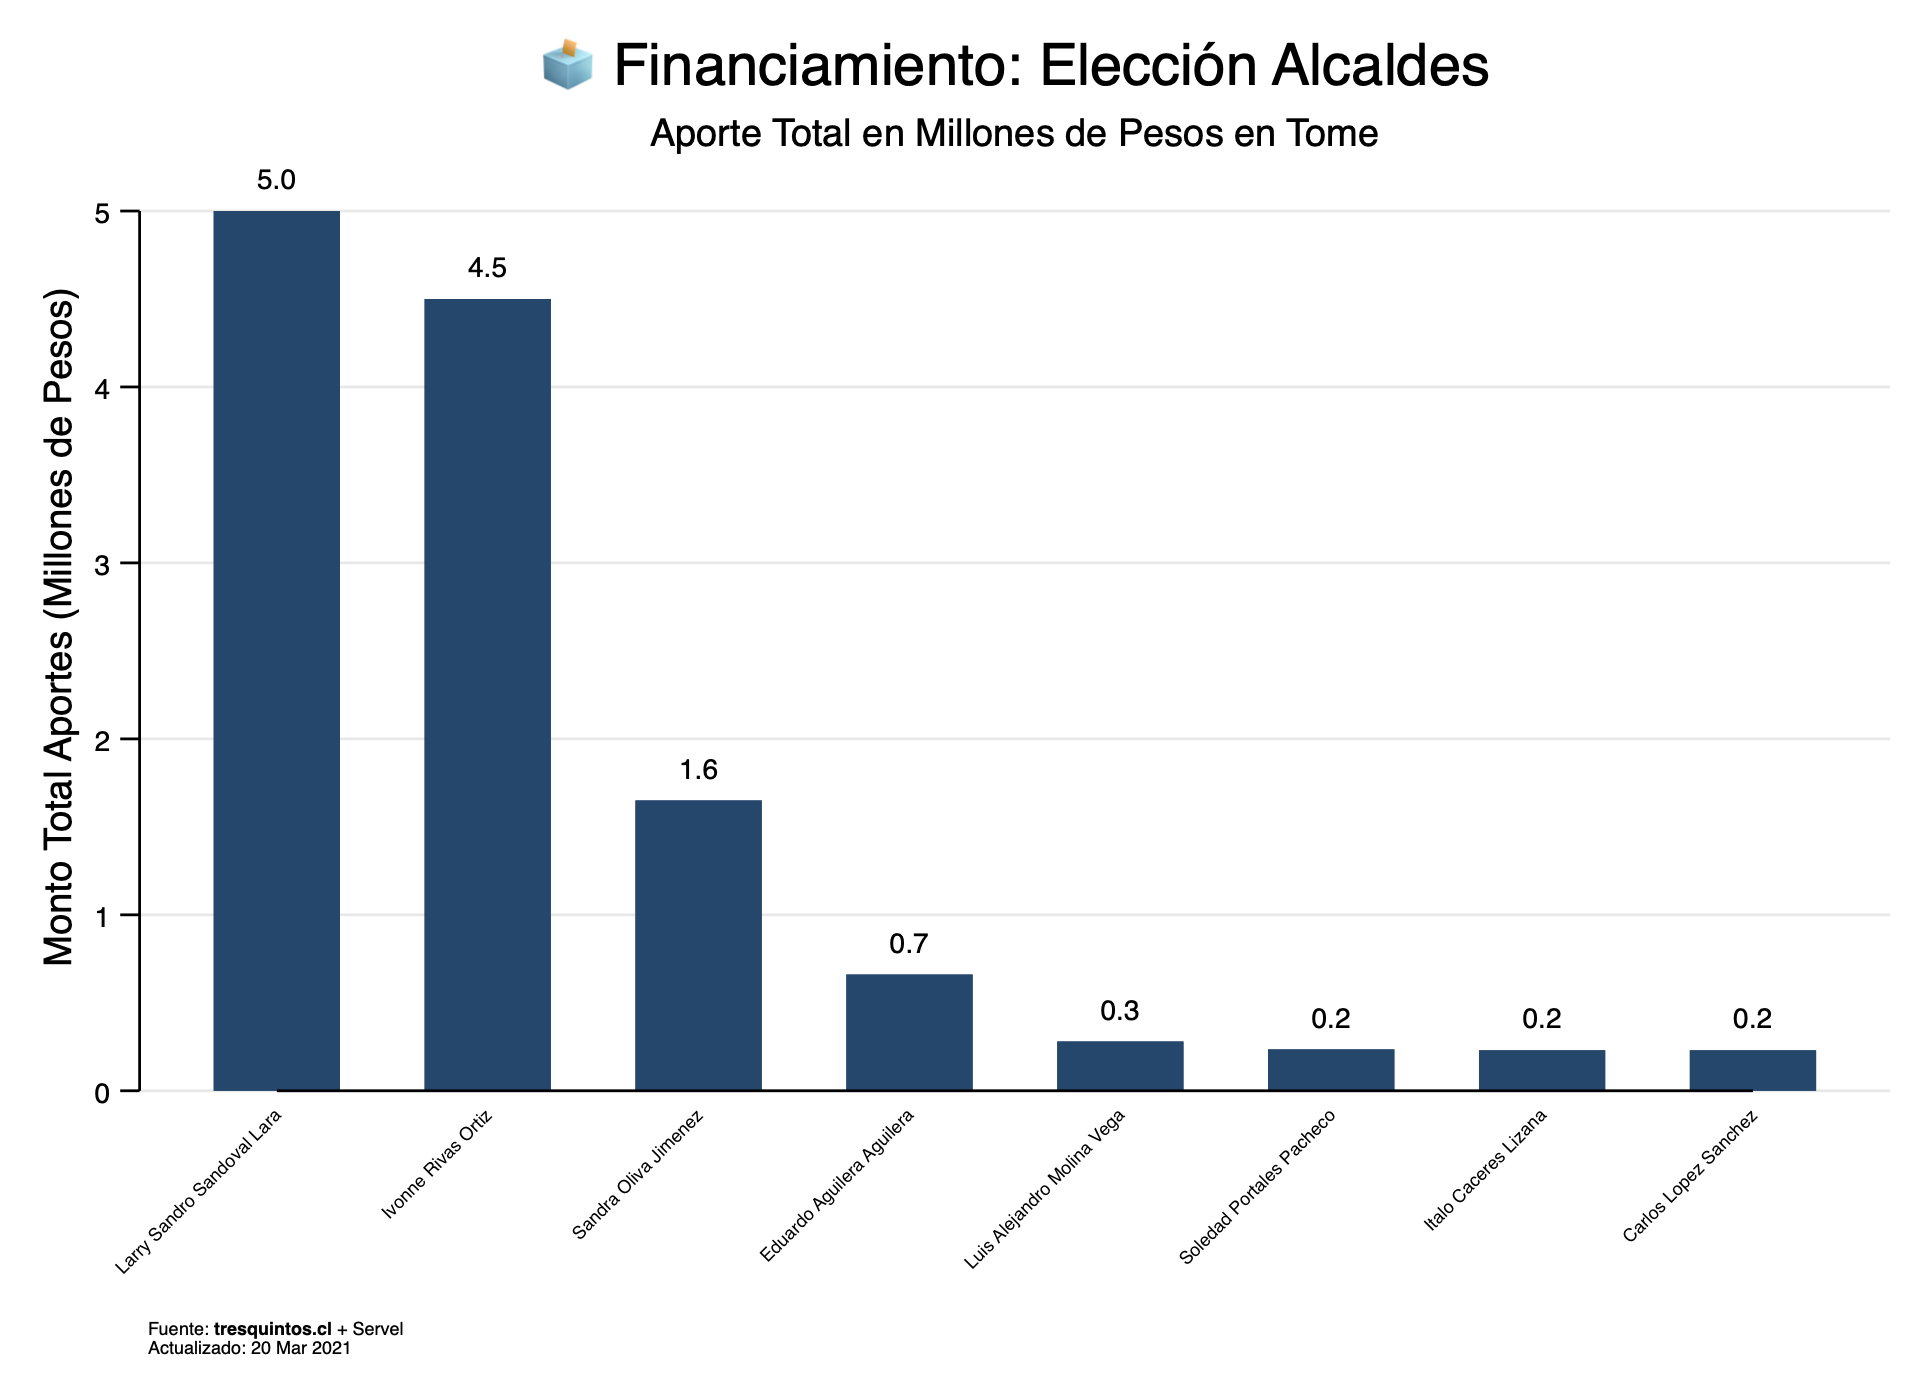 Financiamiento: Elección Alcaldes
Aporte Total en Millones de Pesos en Tome
Monto Total Aportes (Millones de Pesos)
5
4
3
2
1
0
5.0
4.5
1.6
0.7
0.3
0.2
0.2
0.2
Larry Sandro Sandoval Lara
Ivonne Rivas Ortiz
Sandra Oliva Jimenez
Eduardo Aguilera Aguilera
Luis Alejandro Molina Vega
Soledad Portales Pacheco
Italo Caceres Lizana
Carlos Lopez Sanchez
Fuente: tresquintos.cl + Servel
Actualizado: 20 Mar 2021